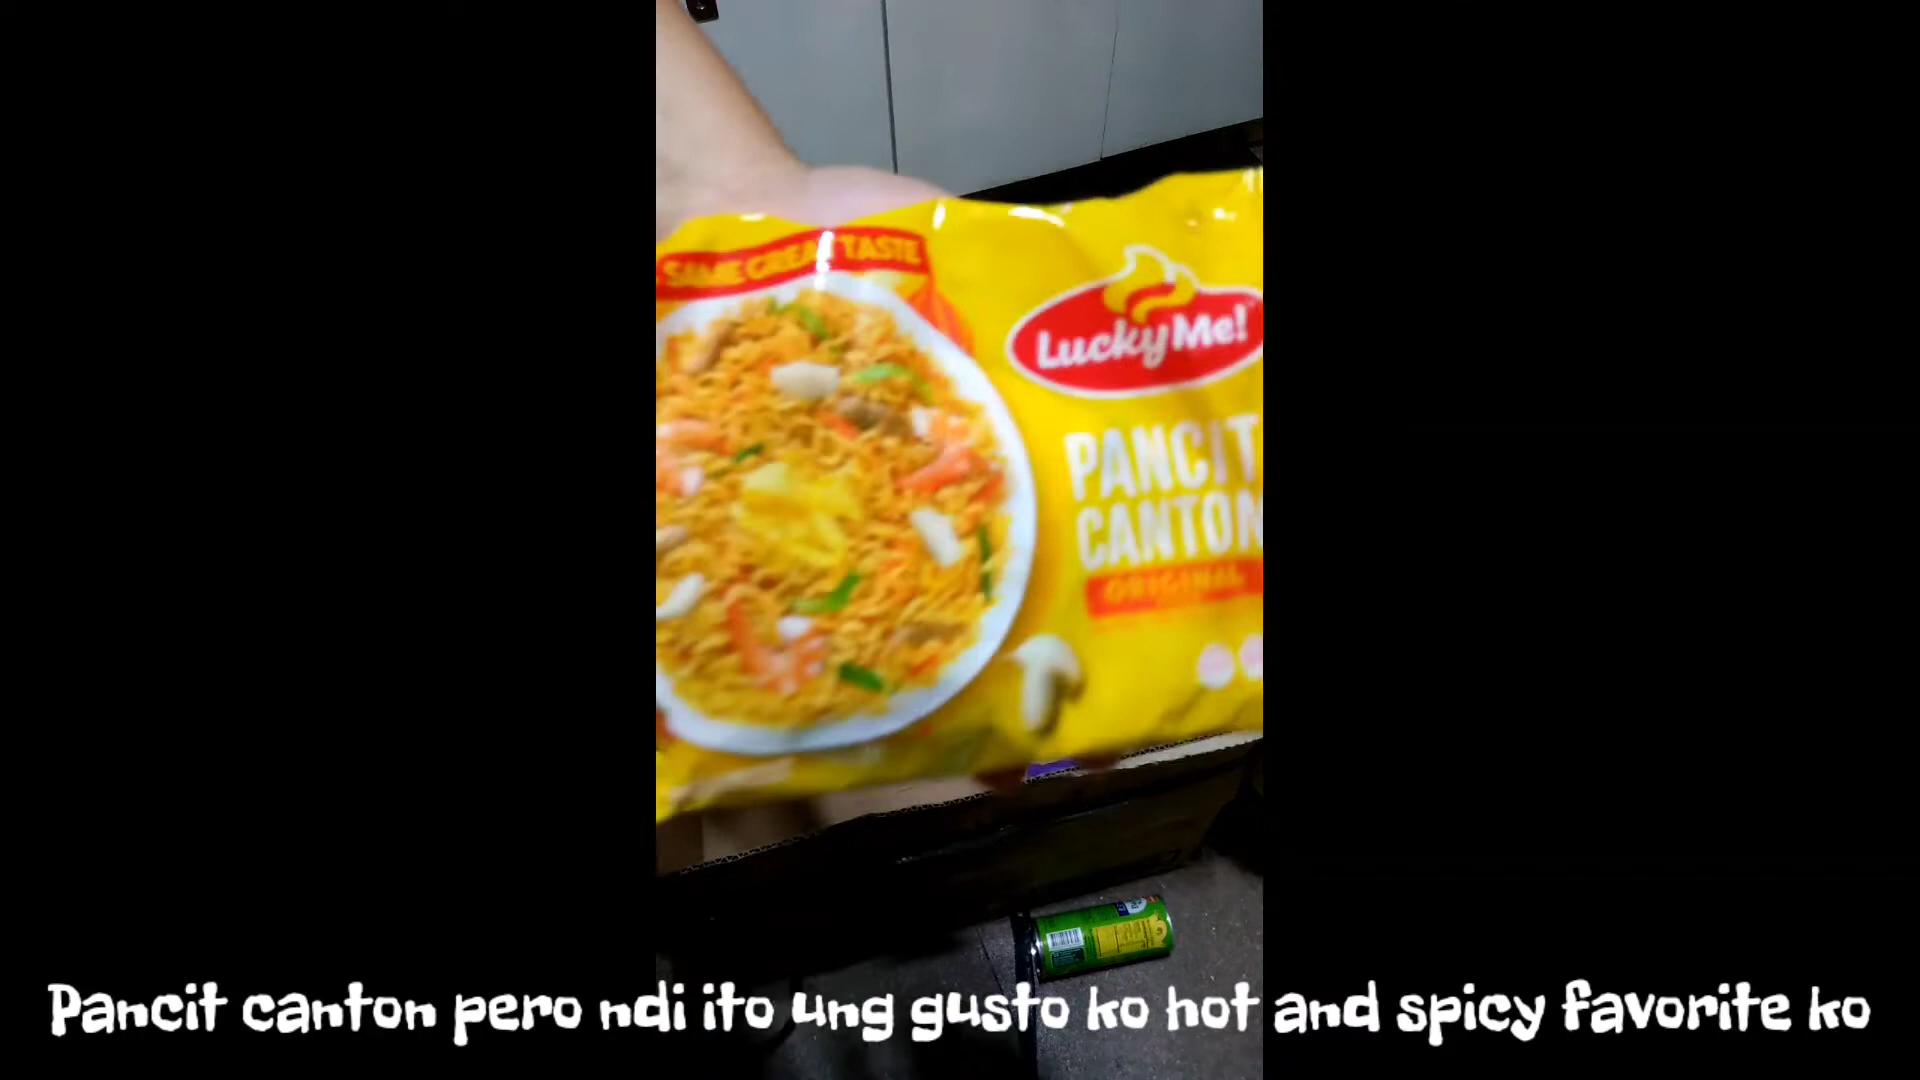 SAME GREAT TASTE
Lucky Me!
PANCIT
CANTON
ORIGINAL
Pancit canton pero ndi ito ung gusto ko hot and spicy favorite ko